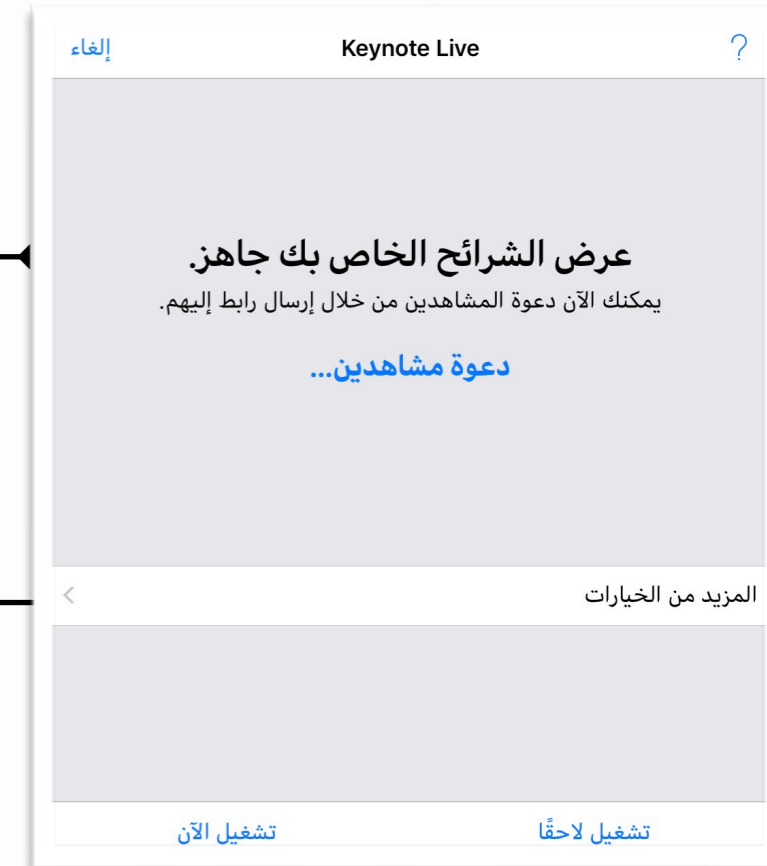 ?
Keynote Live
إلغاء
عرض الشرائح الخاص بك جاهز.
يمكنك الآن دعوة المشاهدين من خلال إرسال رابط إليهم.
دعوة مشاهدين...
المزيد من الخيارات
تشغيل لاحقًا
تشغيل الآن